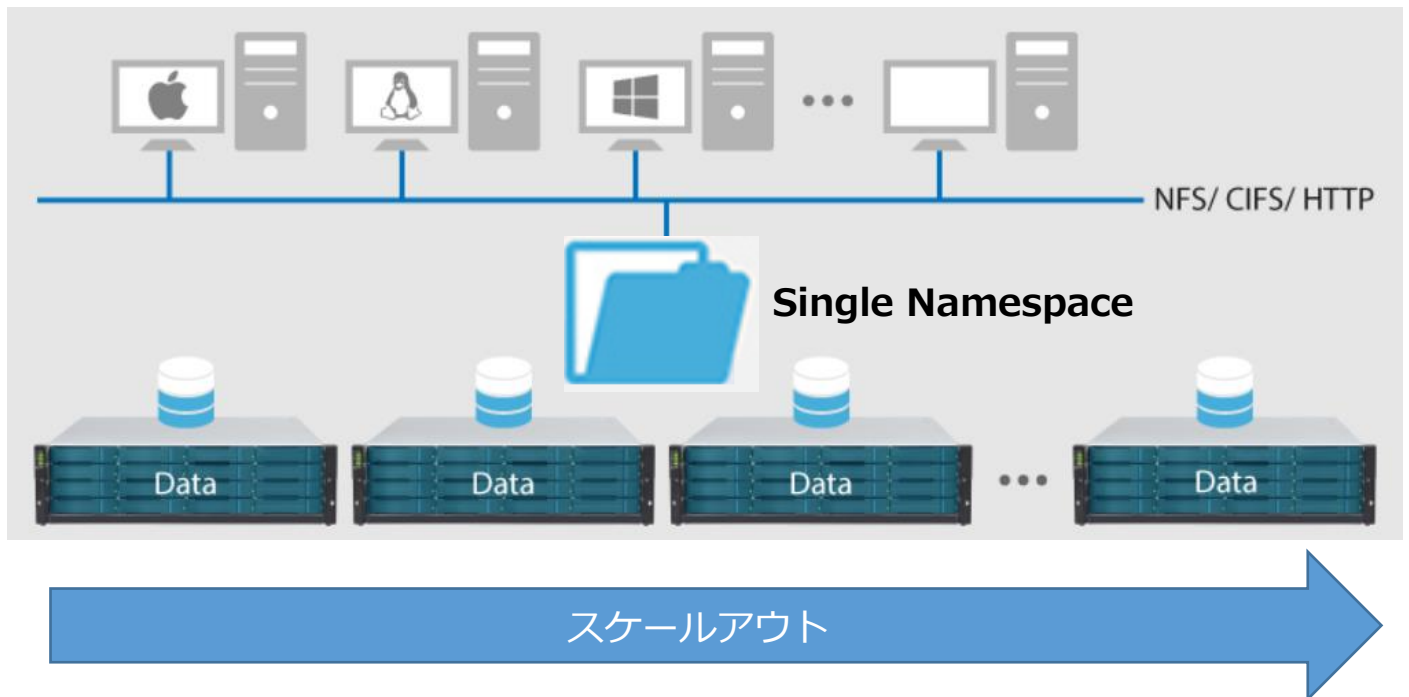 NFS/ CIFS/ HTTP
Single Namespace
Data
Data
Data
Data
スケールアウト